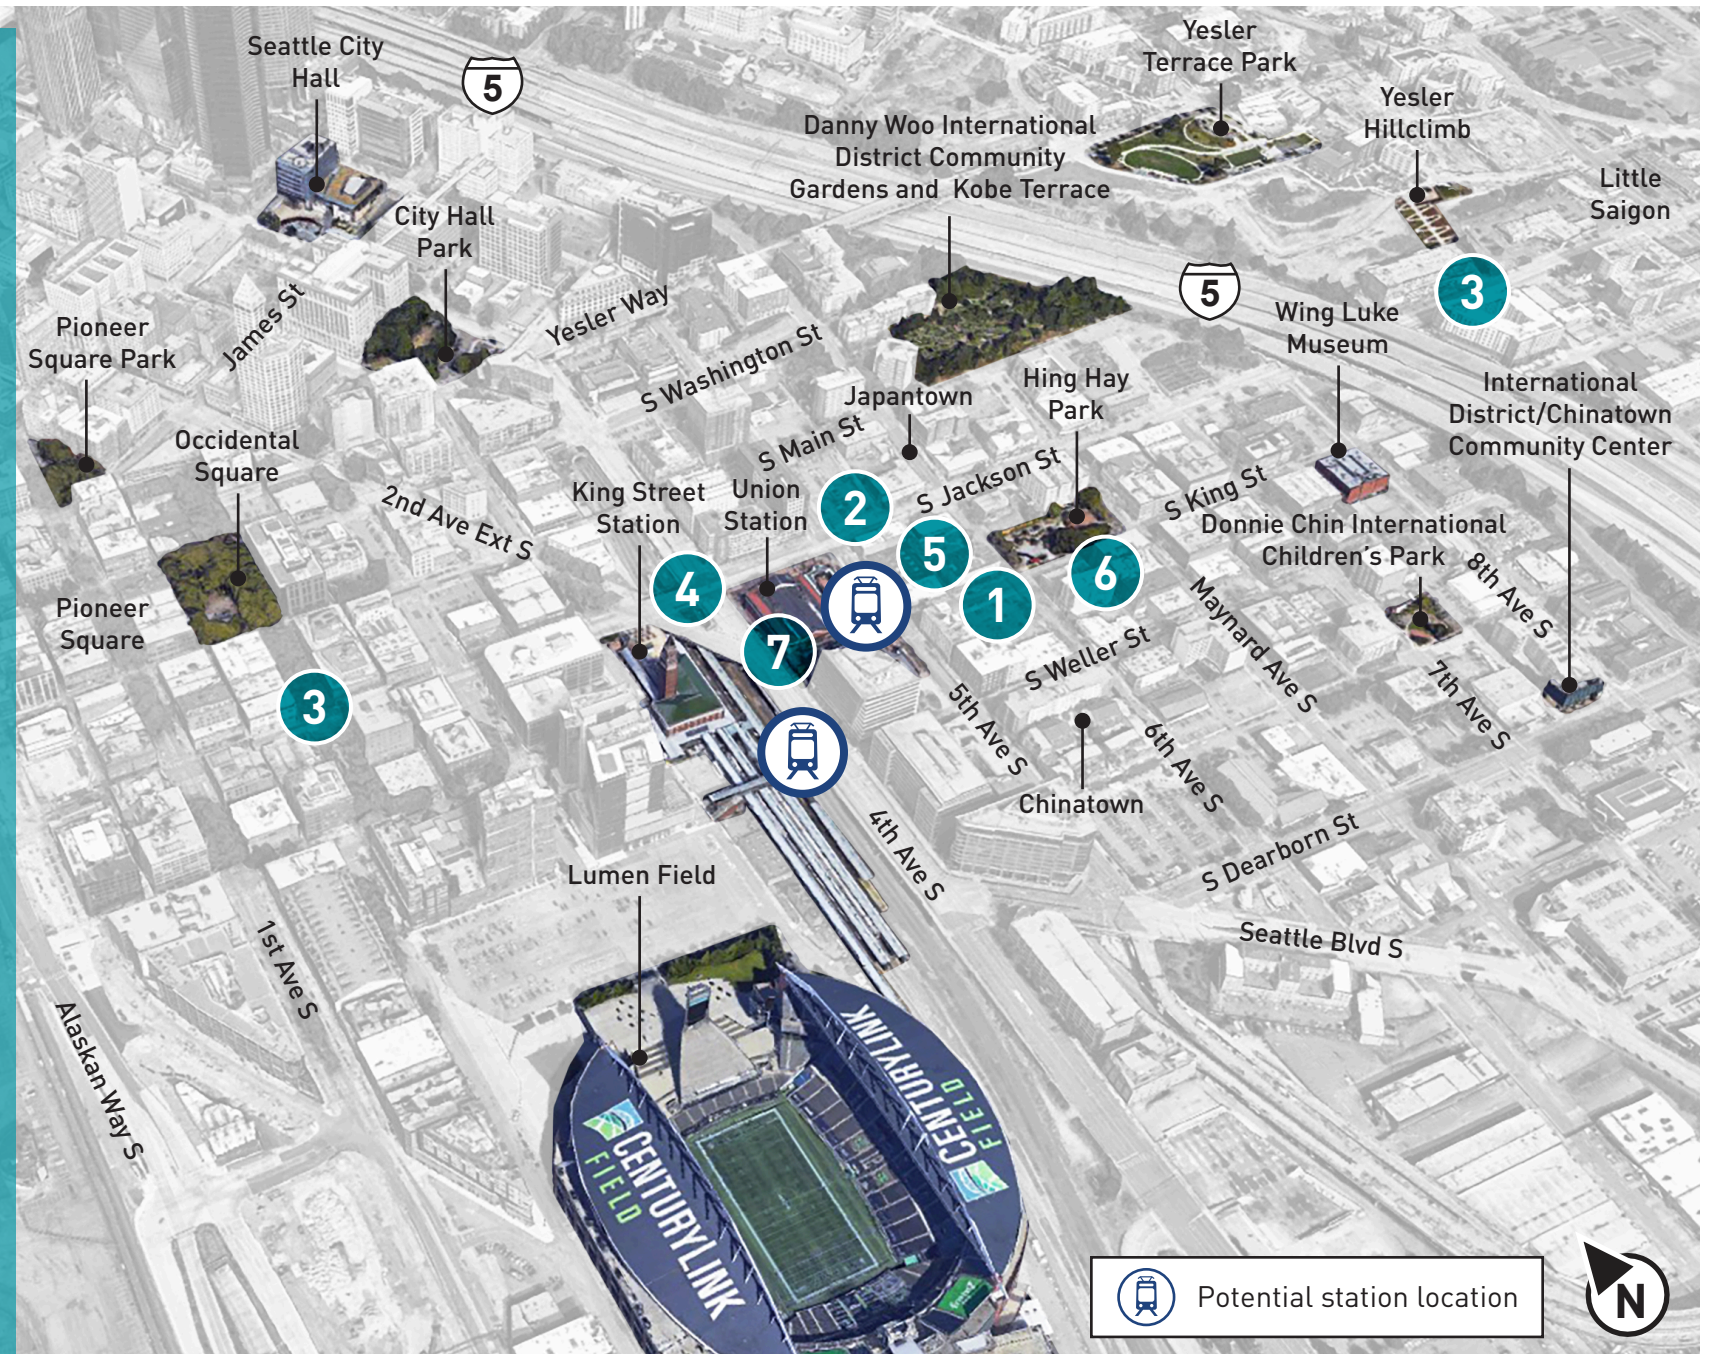 Seattle City
Hall
5
Yesler
Terrace Park
Yesler
Hillclimb
Danny Woo International
District Community
Gardens and Kobe Terrace
Little
Saigon
City Hall
Park
5
3
Wing Luke
Museum
Pioneer
Square Park
James St
Yesler Way
S Washington St
Japantown
Hing Hay
Park
International
District/Chinatown
Community Center
Occidental
Square
2nd Ave Ext S
S Main St
S Jackson St
S King St
King Street
Station
Union
Station
2
5
6
Donnie Chin International
Children's Park
8th Ave S
4
1
Pioneer
Square
7
3
S Weller St
Maynard Ave S
7th Ave S
5th Ave S
6th Ave S
Chinatown
4th Ave S
S Dearborn St
Lumen Field
1st Ave S
Seattle Blvd S
Alaskan Way S
CENTURYLINK
FIELD
CENTURYLINK
FIELD
Potential station location
N